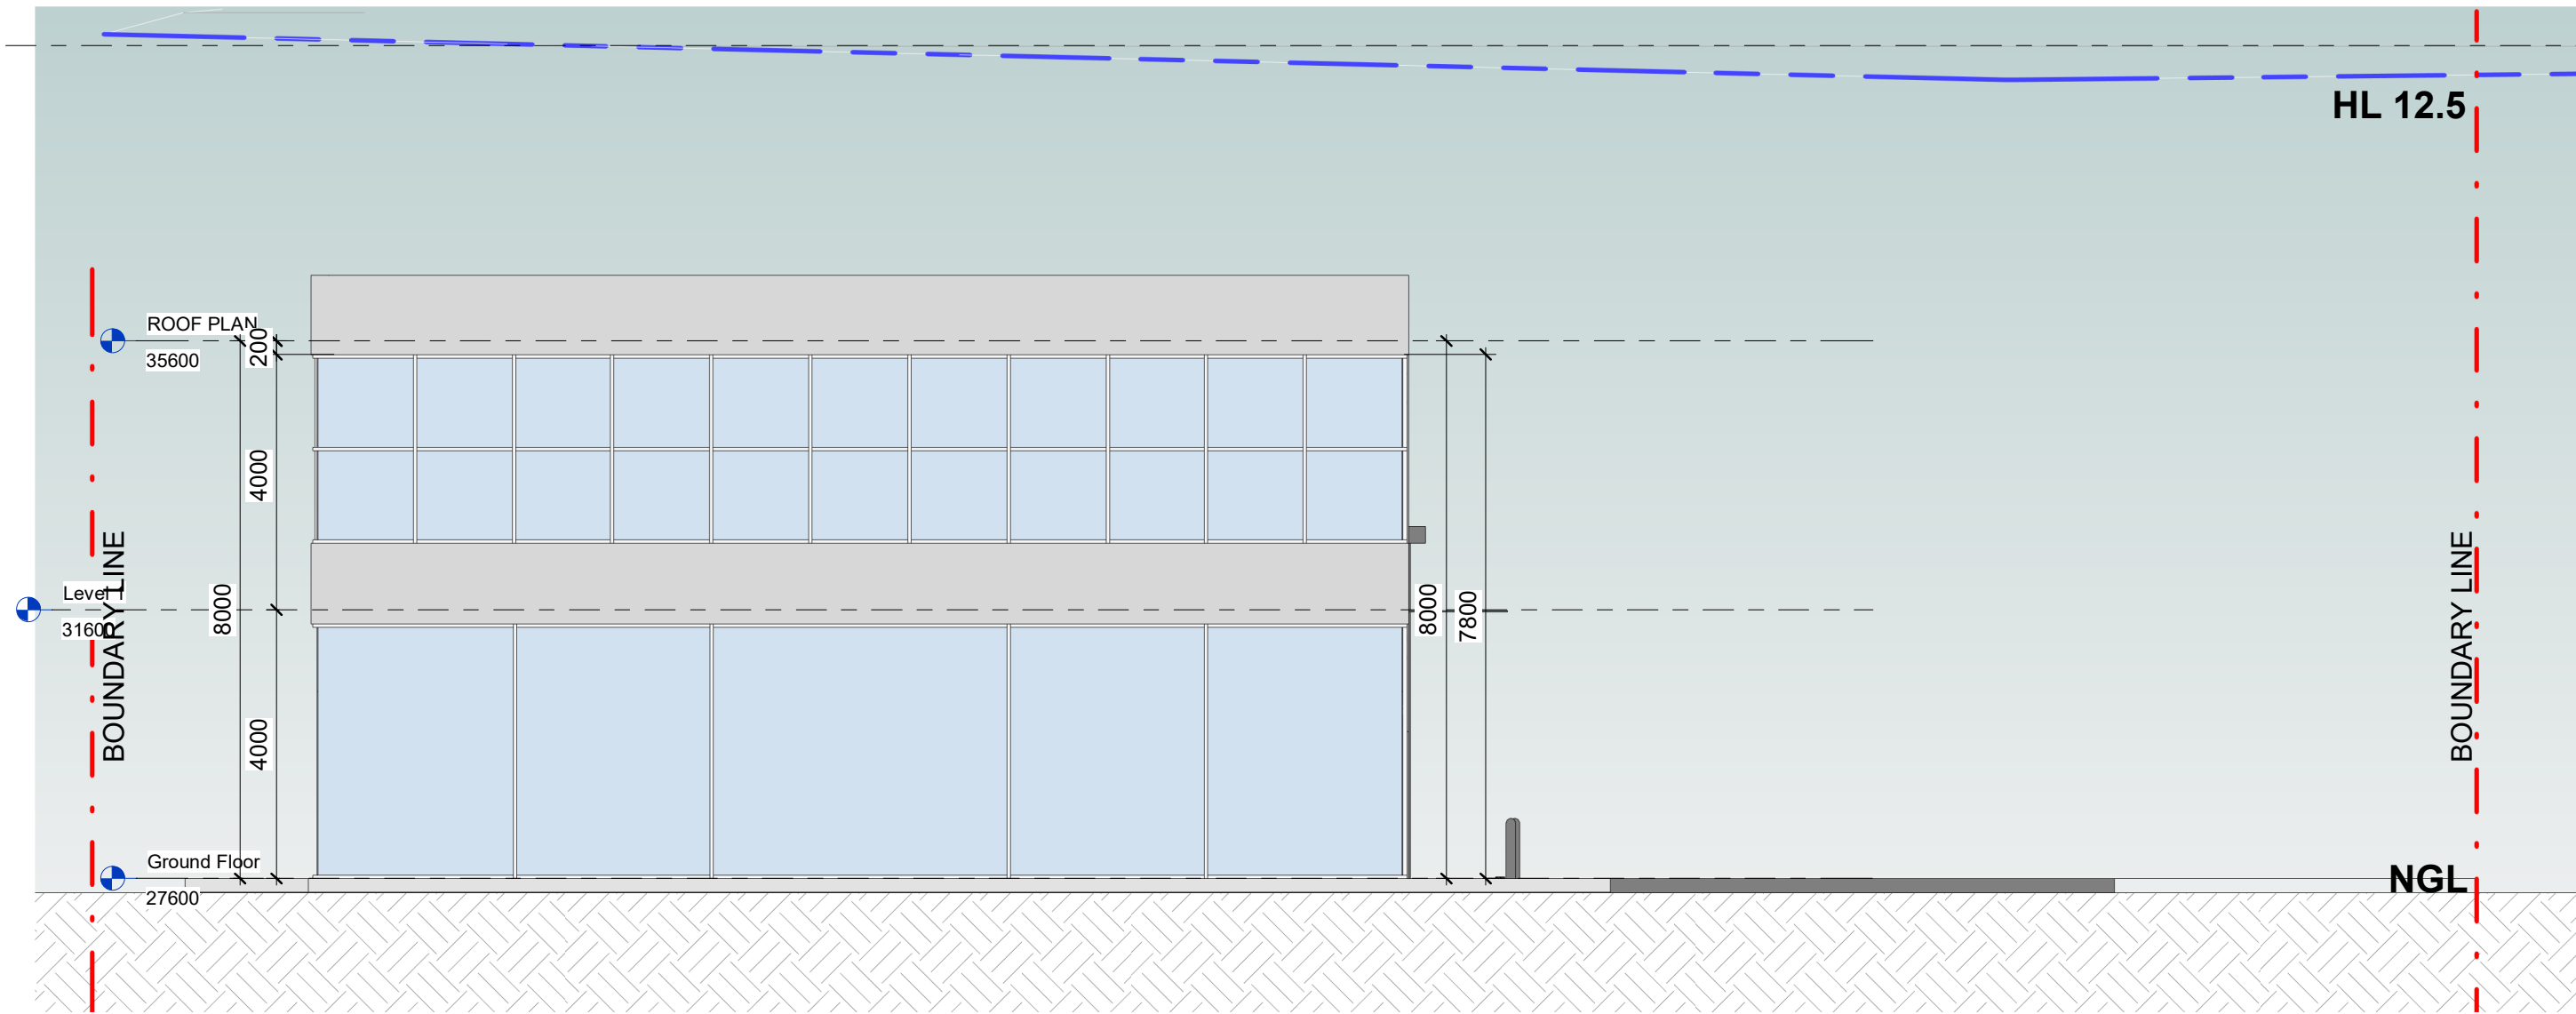 HL 12.5
ROOF PLAN
35600
200
4000
BOUNDARY LINE
Level 1
31600
8000
4000
8000
7800
BOUNDARY LINE
Ground Floor
27600
NGL